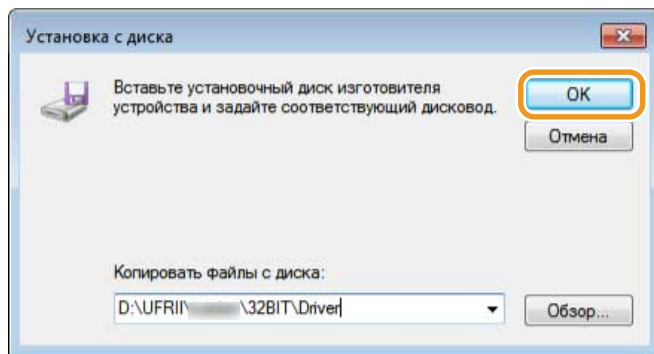 Установка с диска
Вставьте установочный диск изготовителя
устройства и задайте соответствующий дисковод.
OK
Отмена
Копировать файлы с диска:
D:\UFRII\ \32BIT\Driver
Обзор...